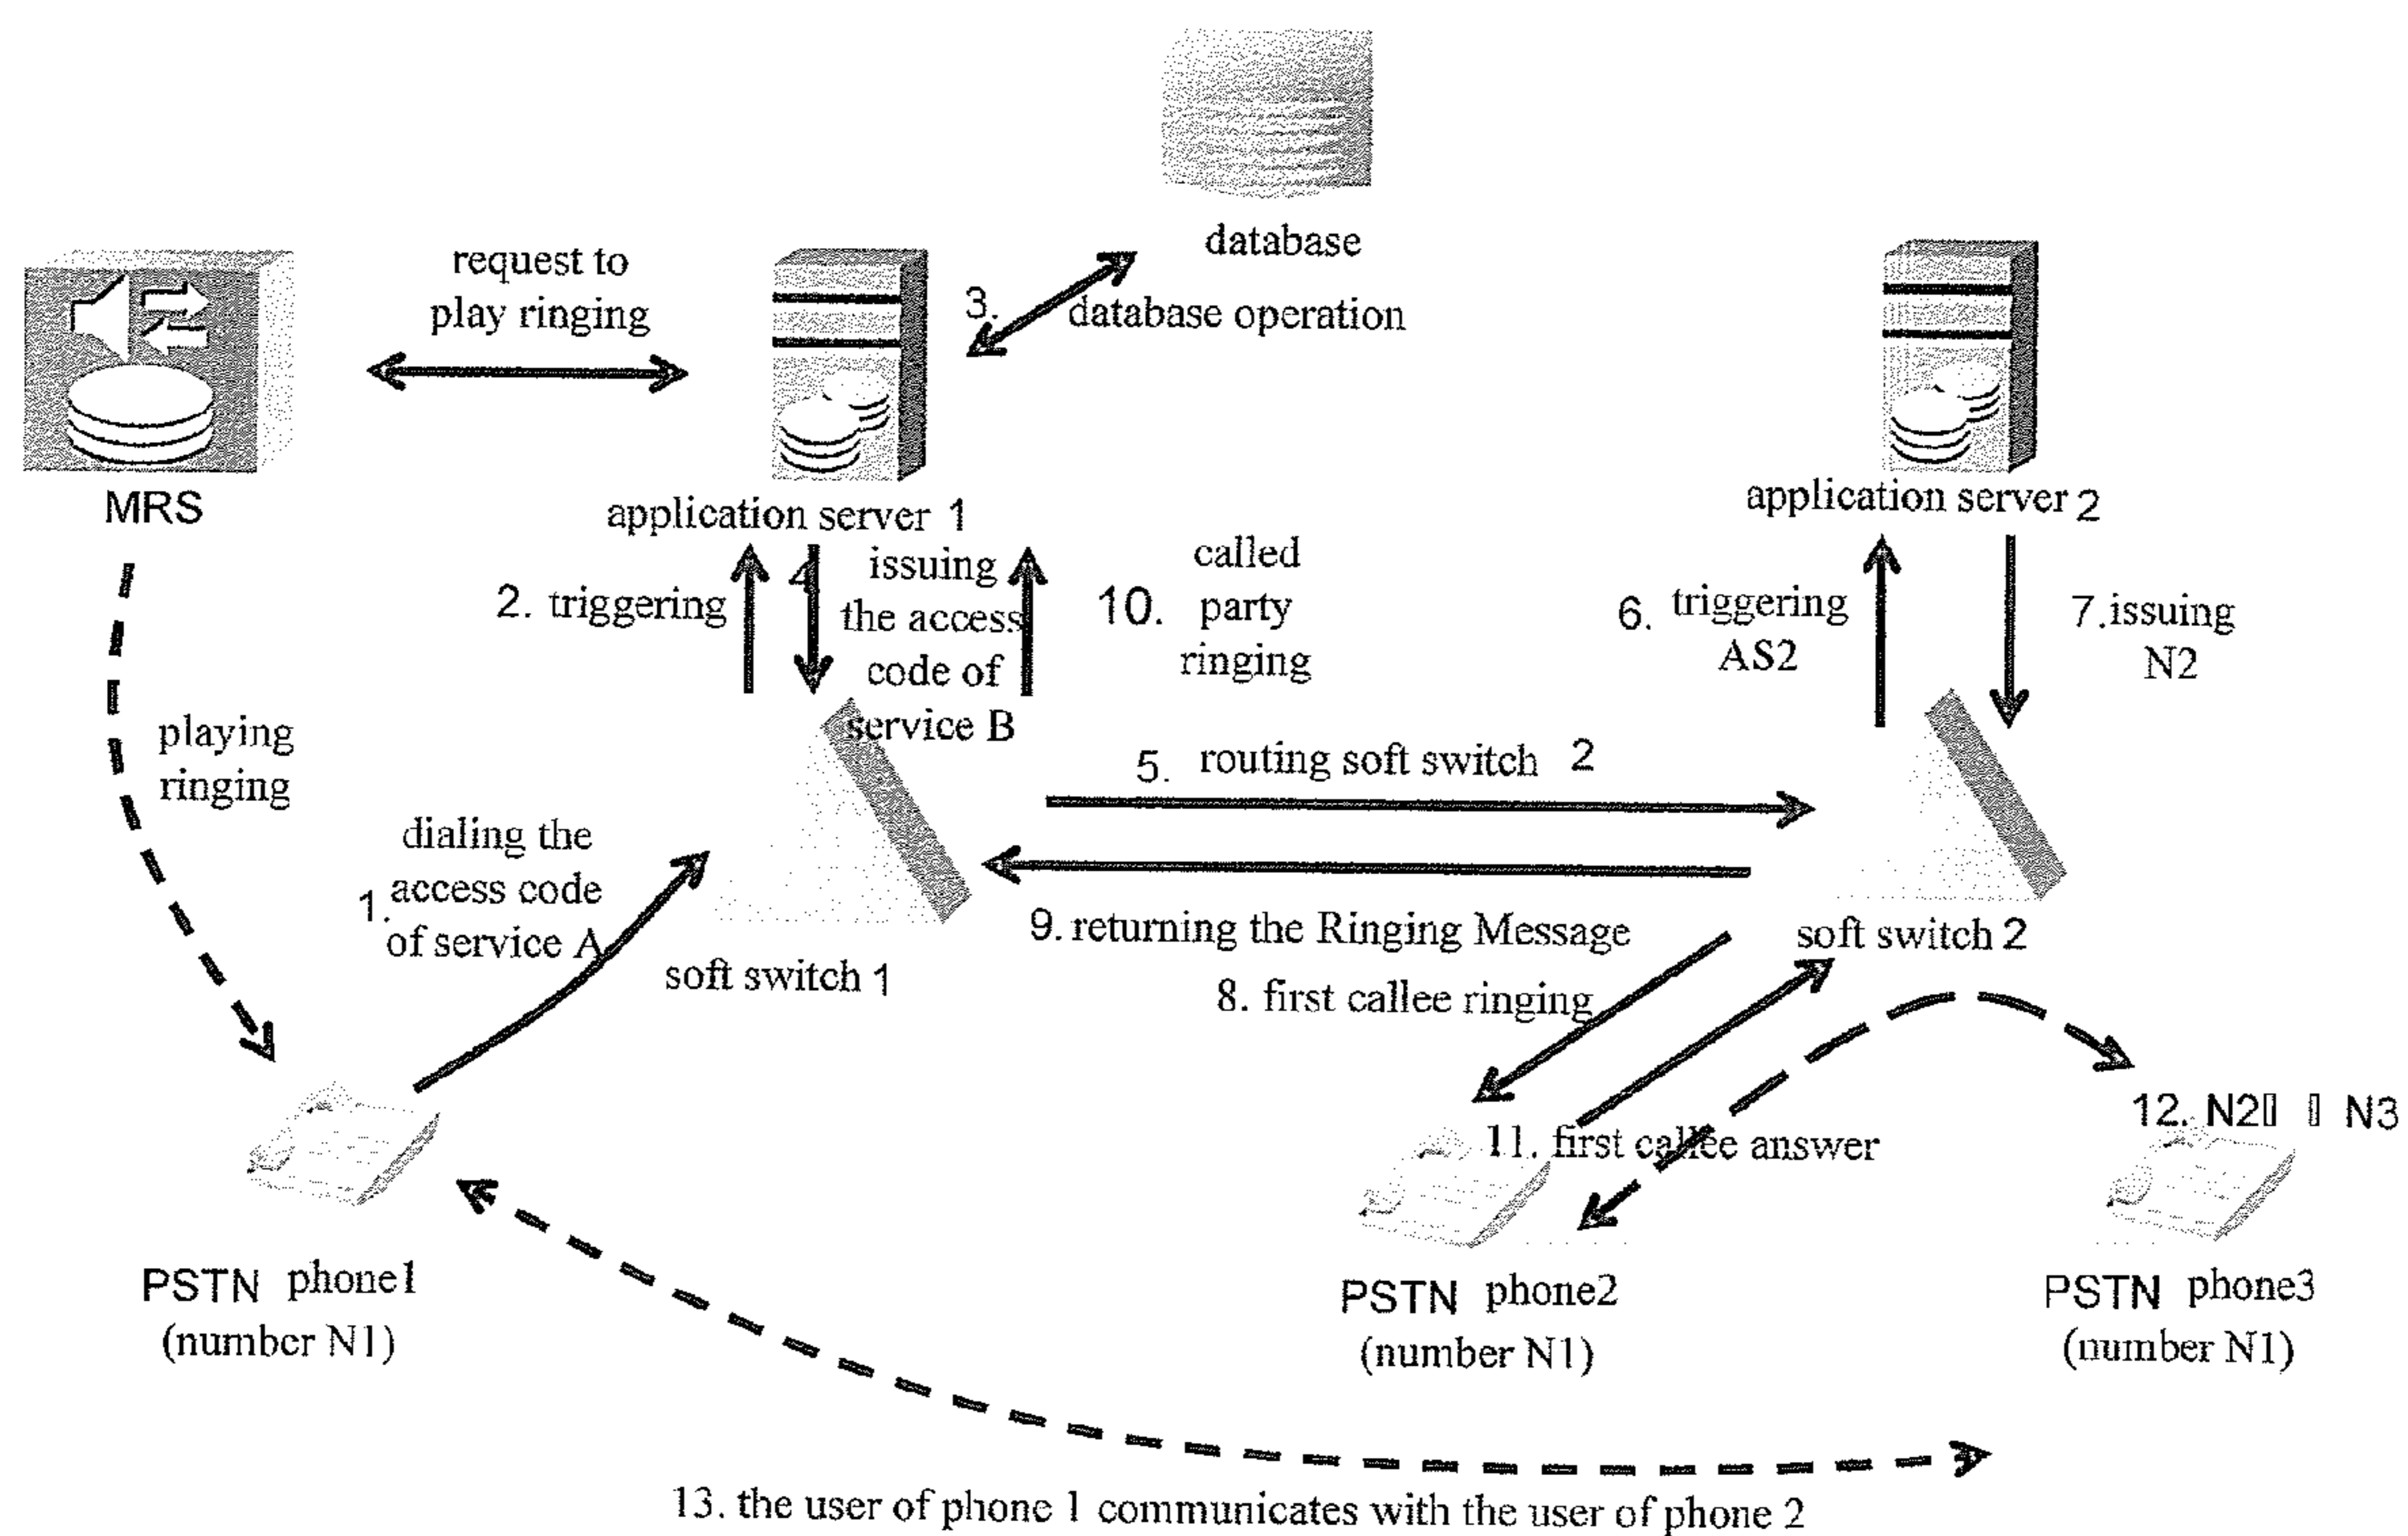 database
request to
play ringing
3.
database operation
MRS
application server 1
application server 2
2. triggering
4
issuing
the access
code of
service B
10.
called
party
ringing
6.
triggering
AS2
7.issuing
N2
playing
ringing
5. routing soft switch 2
1.
dialing the
access code
of service A
soft switch 1
9. returning the Ringing Message
soft switch 2
8. first callee ringing
11. first callee answer
12. N2▯ ▯ N3
PSTN phone1
(number N1)
PSTN phone2
(number N1)
PSTN phone3
(number N1)
13. the user of phone 1 communicates with the user of phone 2